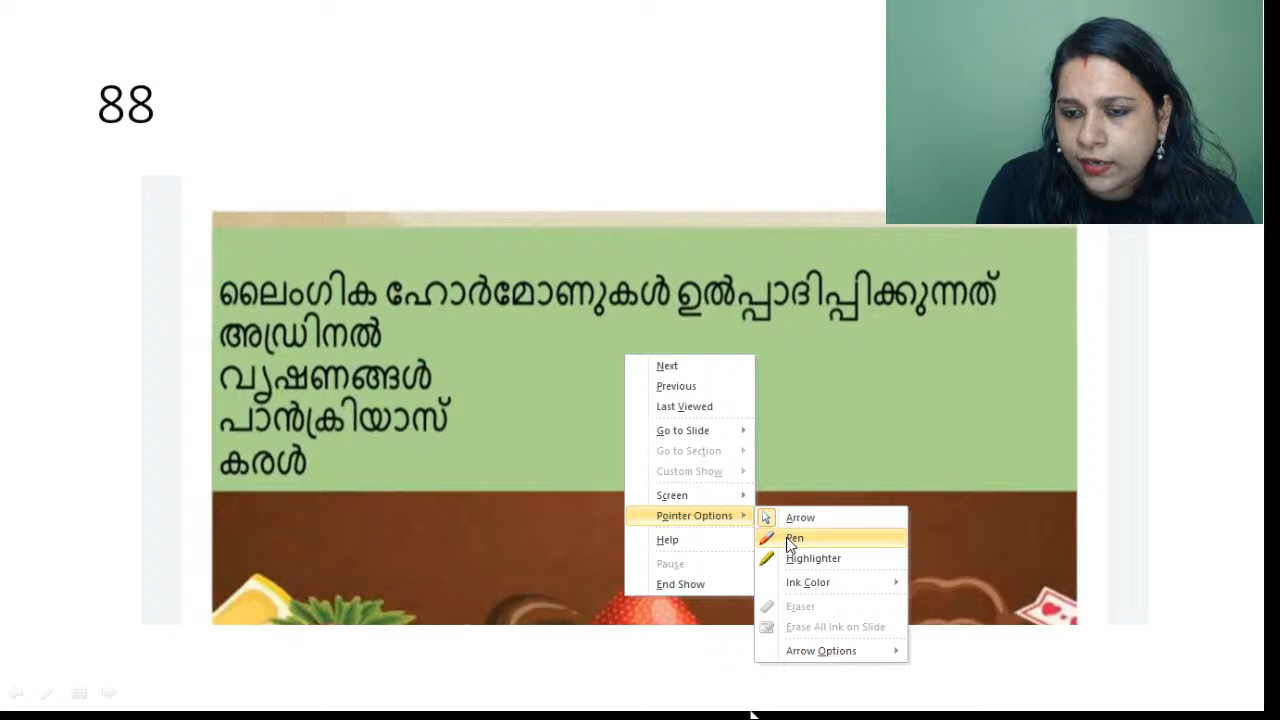 88
ലൈംഗിക ഹോർമോണുകൾ ഉൽപ്പാദിപ്പിക്കുന്നത്
അഡ്രിനൽ
വൃഷണങ്ങൾ
പാൻക്രിയാസ്
കരൾ
Next
Previous
Last Viewed
Go to Slide
Go to Section
Custom Show
Screen
Pointer Options
Help
Pause
End Show
Arrow
Pen
Highlighter
Ink Color
Eraser
Erase All Ink on Slide
Arrow Options